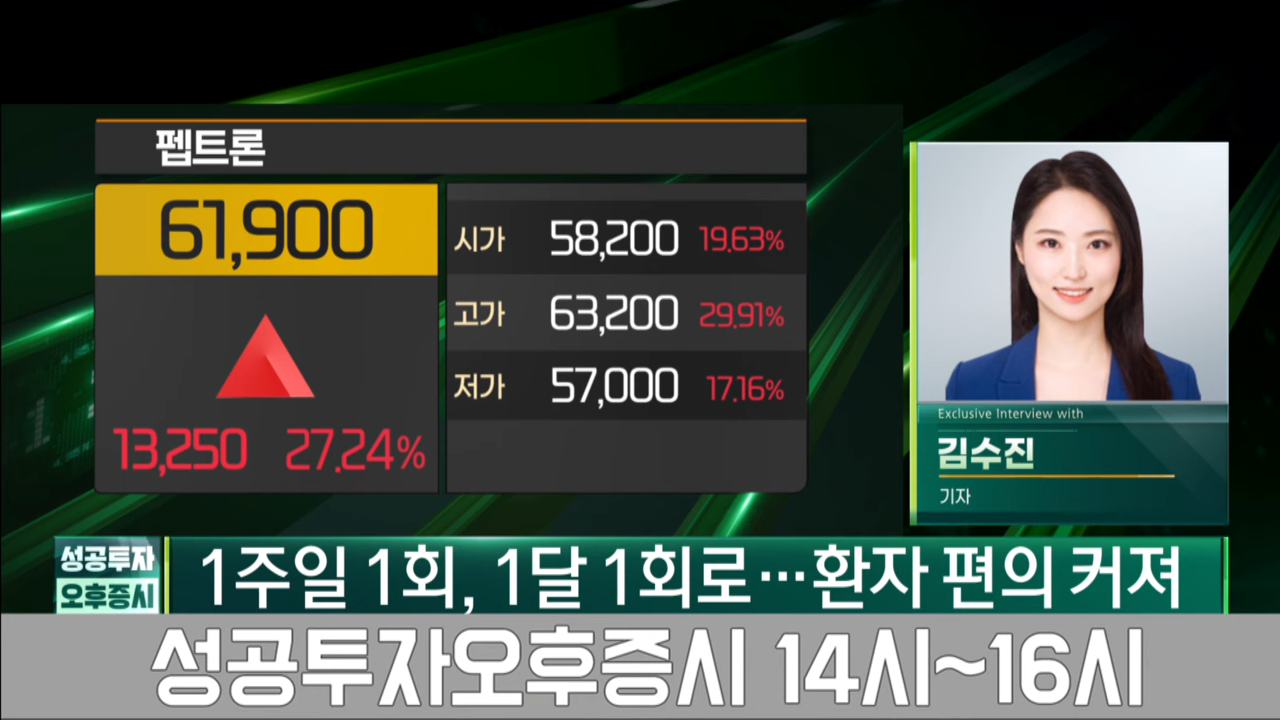 펩트론
61,900
13,250 27.24%
시가 58,200 19.63%
고가 63,200 29.91%
저가 57,000 17.16%
Exclusive Interview with
김수진
기자
성공투자
오후증시
1주일 1회, 1달 1회로…환자 편의 커져
성공투자오후증시 14시~16시